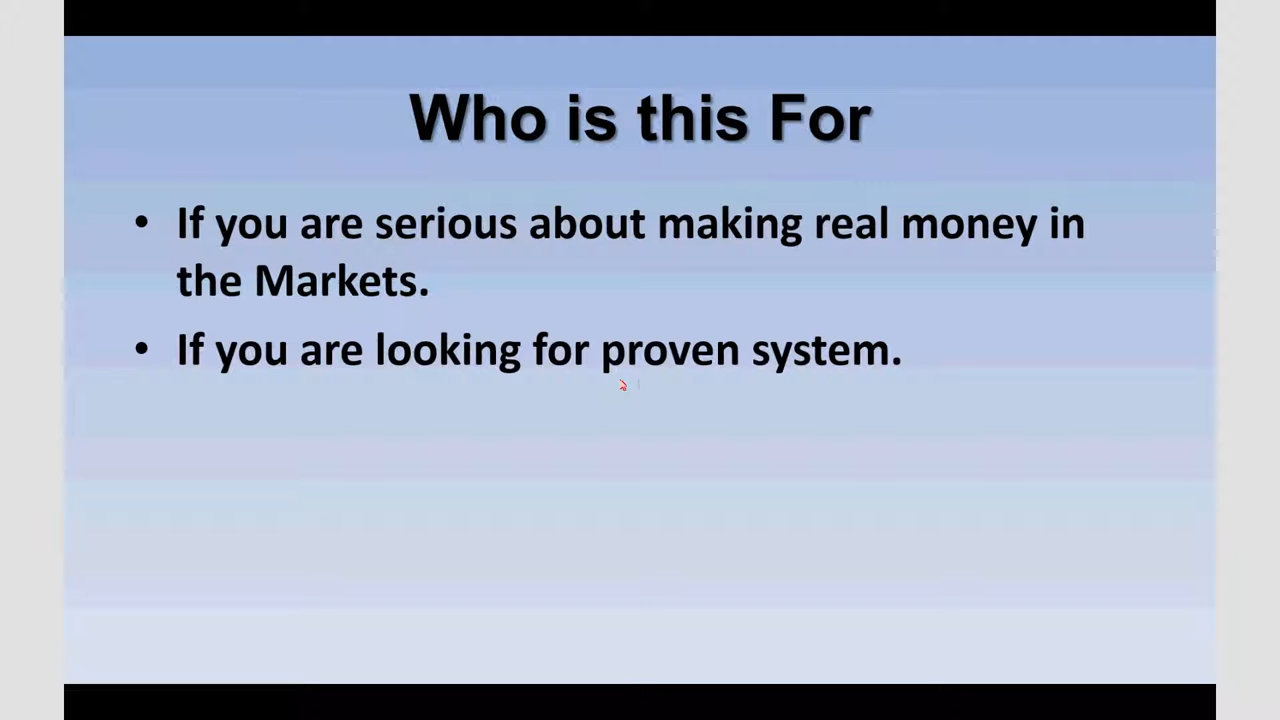 Who is this For
• If you are serious about making real money in
the Markets.
• If you are looking for proven system.